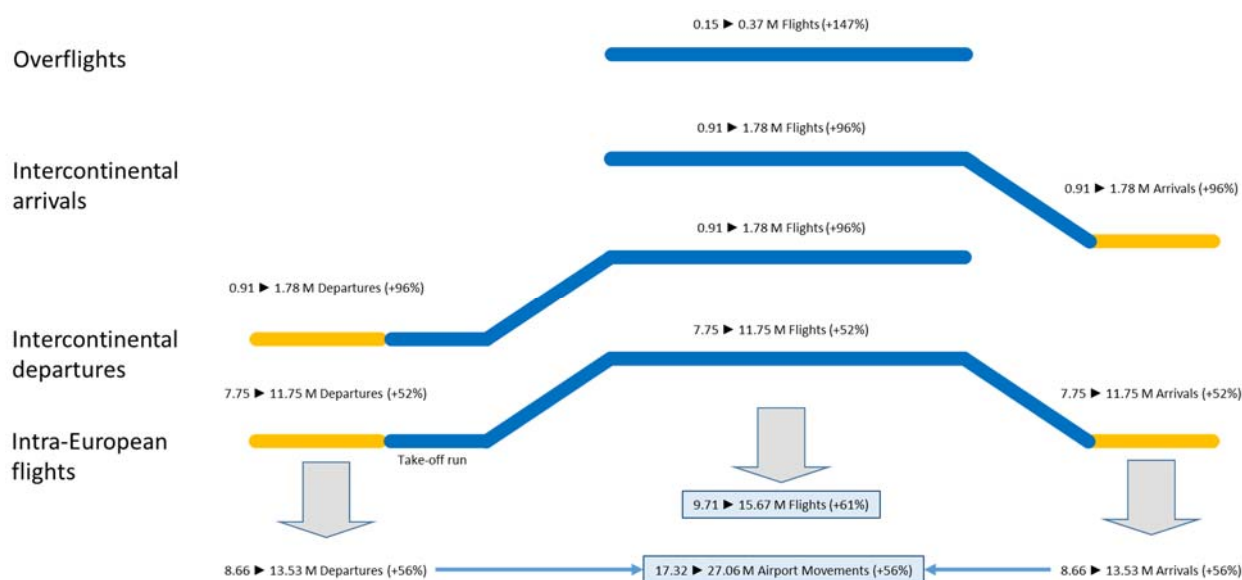 0.15 ► 0.37 M Flights (+147%)
Overflights
0.91 ► 1.78 M Flights (+96%)
Intercontinental
arrivals
0.91 ► 1.78 M Arrivals (+96%)
0.91 ► 1.78 M Flights (+96%)
0.91 ► 1.78 M Departures (+96%)
Intercontinental
departures
7.75 ► 11.75 M Flights (+52%)
7.75 ► 11.75 M Departures (+52%)
7.75 ► 11.75 M Arrivals (+52%)
Intra-European
flights
Take-off run
9.71 ► 15.67 M Flights (+61%)
8.66 ► 13.53 M Departures (+56%)
17.32 ► 27.06 M Airport Movements (+56%)
8.66 ► 13.53 M Arrivals (+56%)